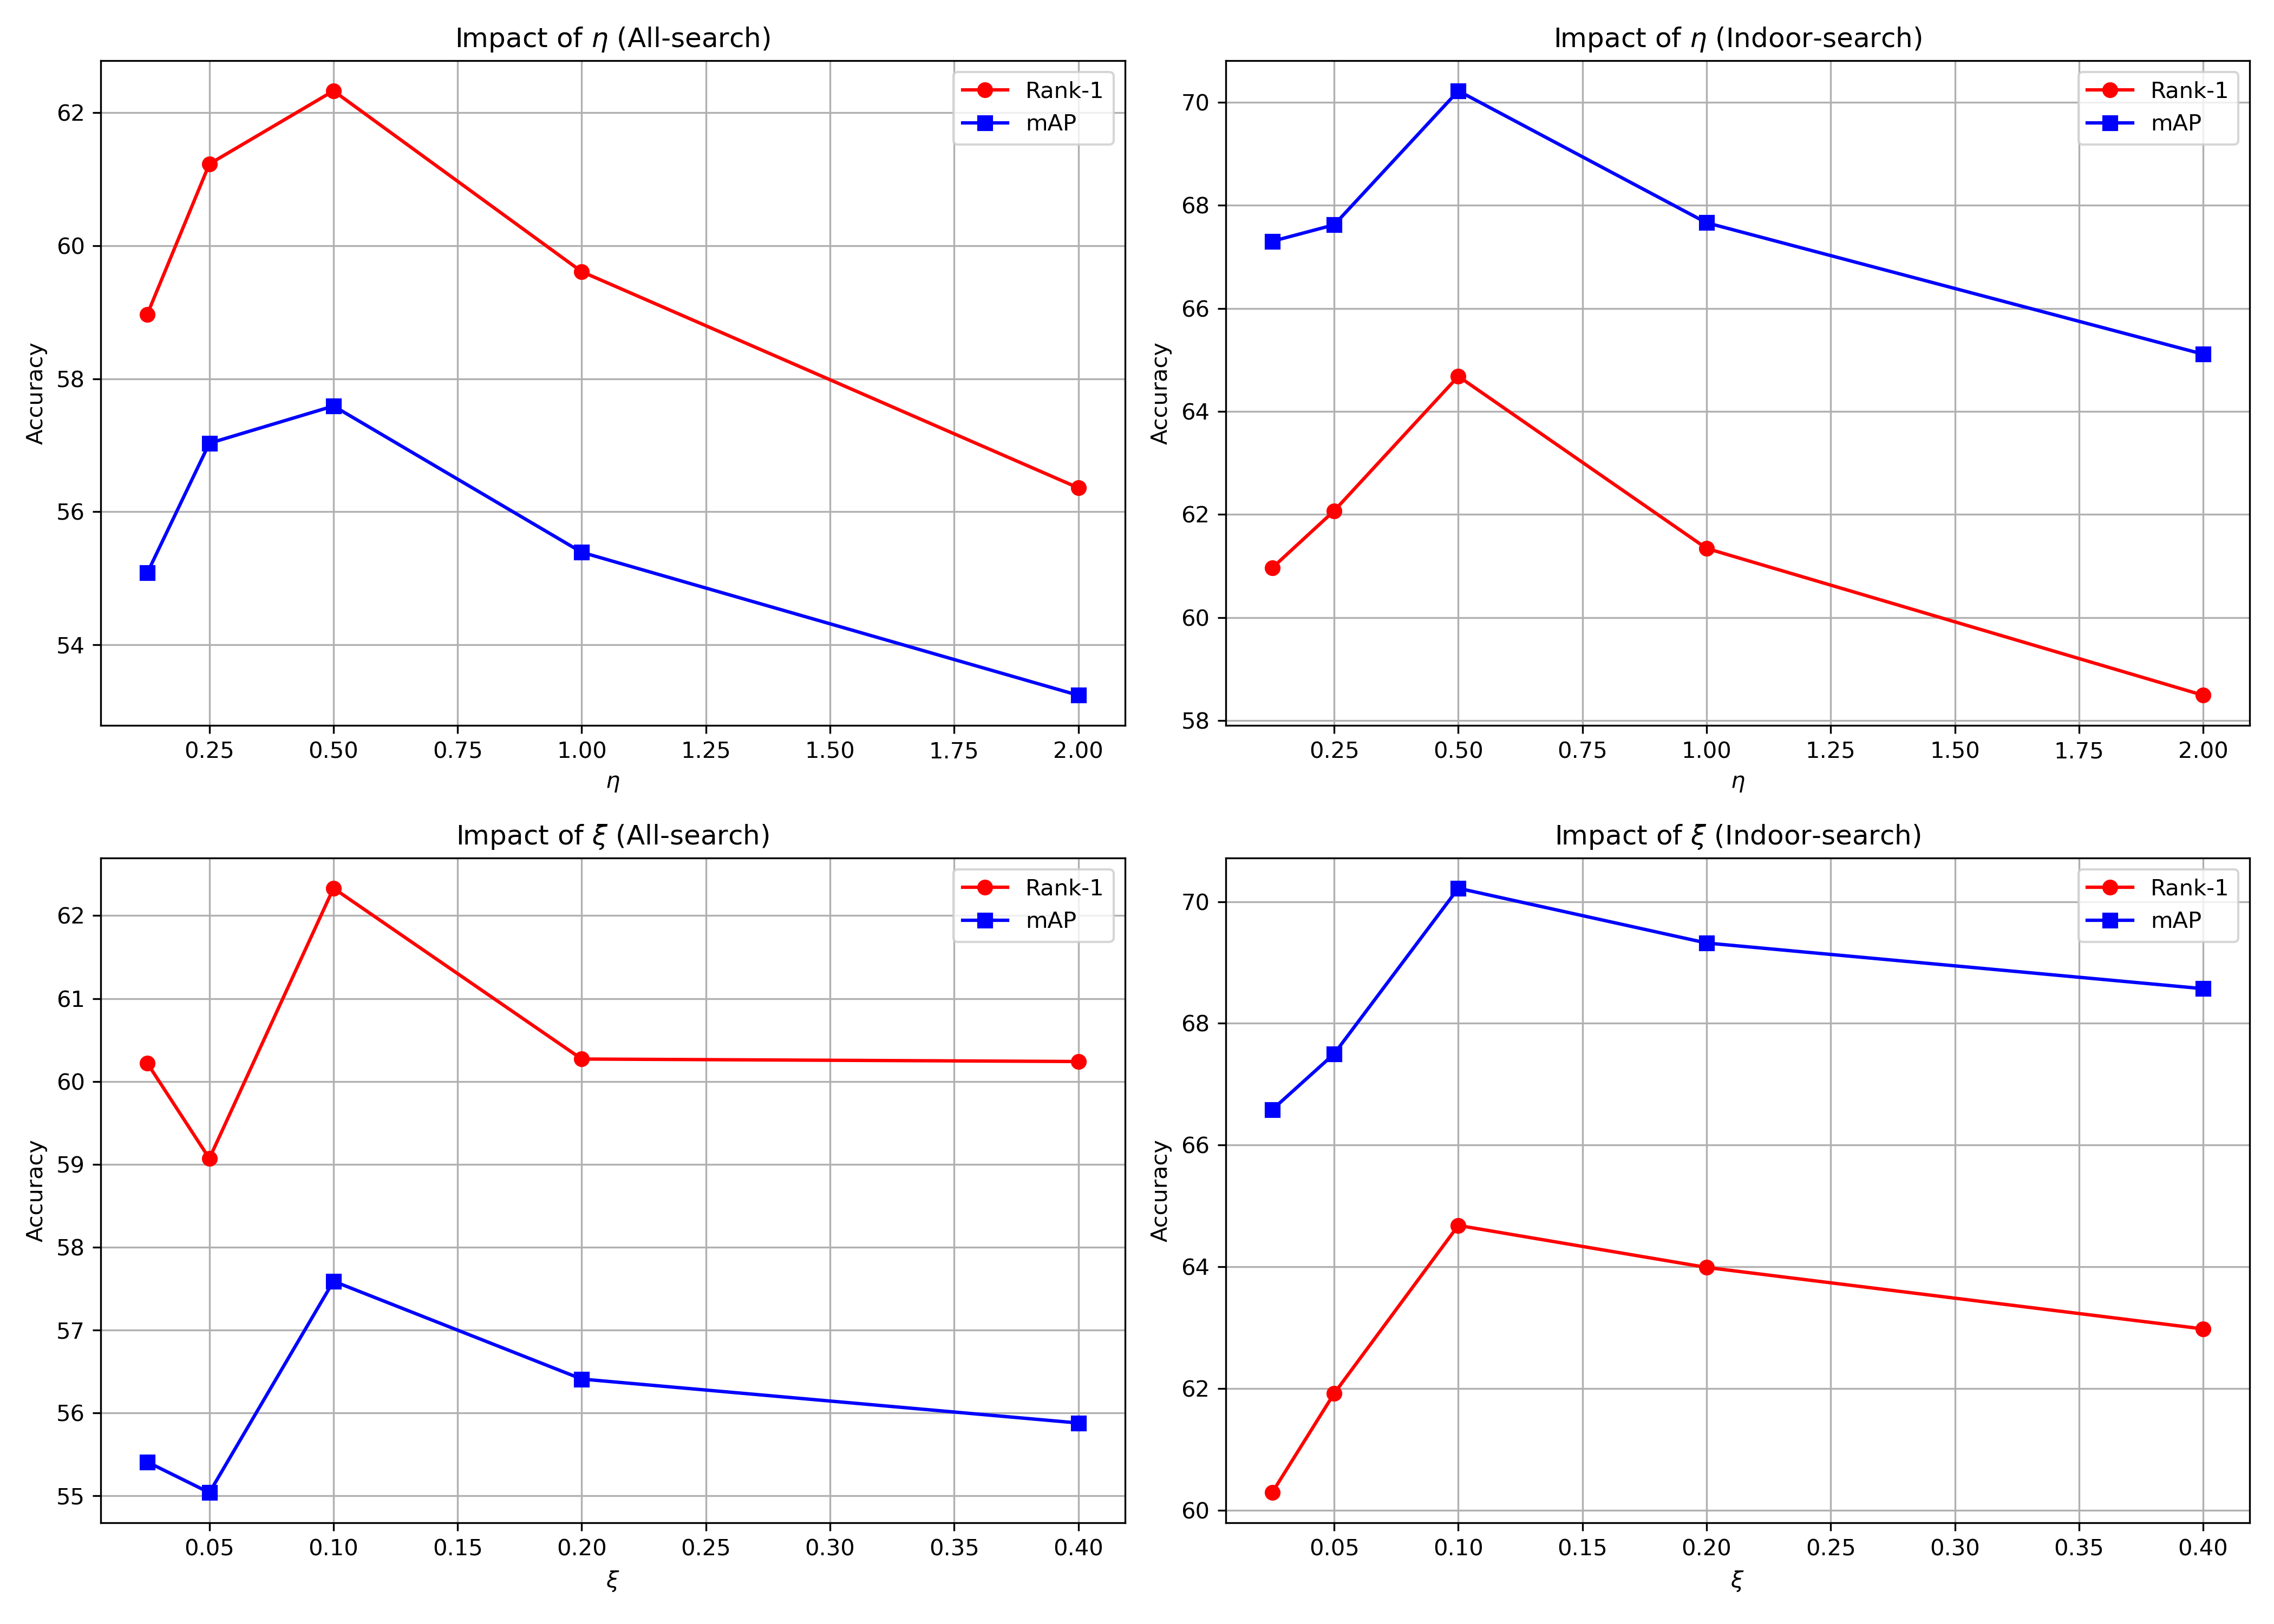 Impact of η (All-search)
Rank-1
mAP
Accuracy
62
60
58
56
54
0.25 0.50 0.75 1.00 1.25 1.50 1.75 2.00
η
Impact of η (Indoor-search)
Rank-1
mAP
Accuracy
70
68
66
64
62
60
58
0.25 0.50 0.75 1.00 1.25 1.50 1.75 2.00
η
Impact of ξ (All-search)
Rank-1
mAP
Accuracy
62
61
60
59
58
57
56
55
0.05 0.10 0.15 0.20 0.25 0.30 0.35 0.40
ξ
Impact of ξ (Indoor-search)
Rank-1
mAP
Accuracy
70
68
66
64
62
60
0.05 0.10 0.15 0.20 0.25 0.30 0.35 0.40
ξ